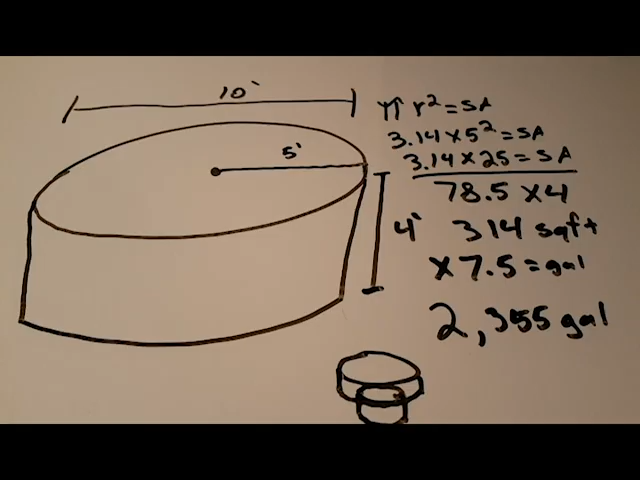 10'
5'
4'
π r² = SA
3.14 × 5² = SA
3.14 × 25 = SA
78.5 × 4
314 sqft
× 7.5 = gal
2,355 gal